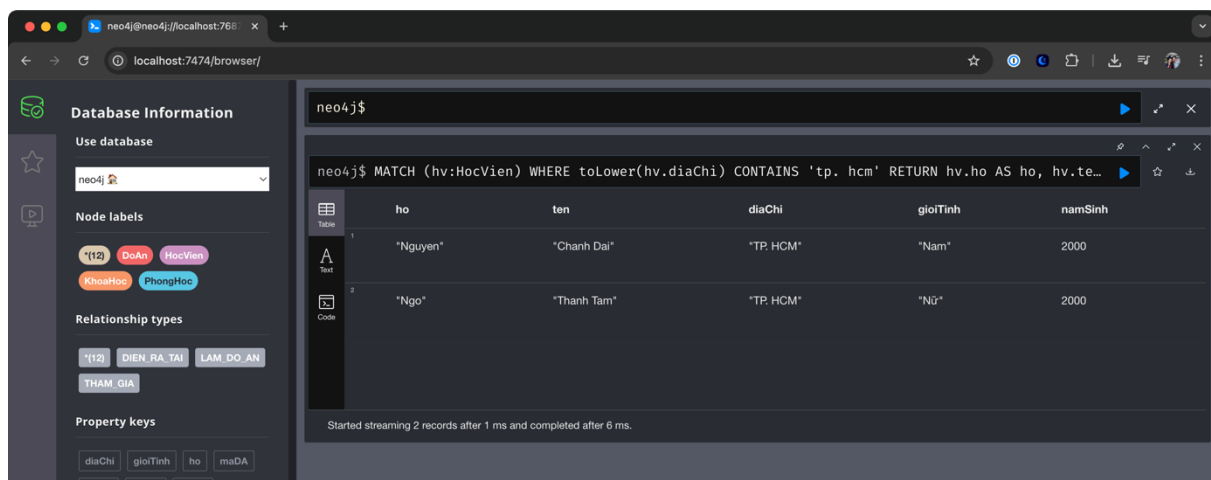 neo4j@neo4j://localhost:768
localhost:7474/browser/
Database Information
Use database
neo4j
Node labels
*(12) DoAn HocVien
KhoaHoc PhongHoc
Relationship types
*(12) DIEN_RA_TAI LAM_DO_AN
THAM_GIA
Property keys
diaChi gioiTinh ho maDA
neo4j$
neo4j$ MATCH (hv:HocVien) WHERE toLower(hv.diaChi) CONTAINS 'tp. hcm' RETURN hv.ho AS ho, hv.te…
Table
Text
Code
ho ten diaChi gioiTinh namSinh
1 "Nguyen" "Chanh Dai" "TP. HCM" "Nam" 2000
2 "Ngo" "Thanh Tam" "TP. HCM" "Nữ" 2000
Started streaming 2 records after 1 ms and completed after 6 ms.